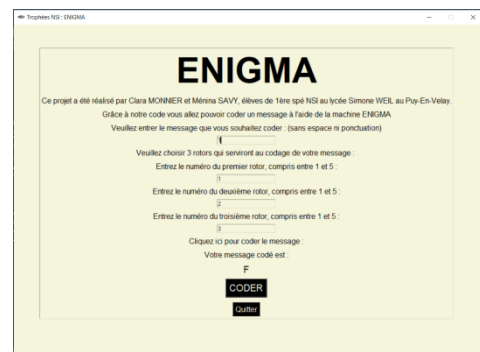 Trophées NSI : ENIGMA
ENIGMA
Ce projet a été réalisé par Clara MONNIER et Ménina SAVY, élèves de 1ère spé NSI au lycée Simone WEIL au Puy-En-Velay.
Grâce à notre code vous allez pouvoir coder un message à l'aide de la machine ENIGMA
Veuillez entrer le message que vous souhaitez coder : (sans espace ni ponctuation)
Veuillez choisir 3 rotors qui serviront au codage de votre message :
Entrez le numéro du premier rotor, compris entre 1 et 5 :
1
Entrez le numéro du deuxième rotor, compris entre 1 et 5 :
2
Entrez le numéro du troisième rotor, compris entre 1 et 5 :
3
Cliquez ici pour coder le message :
Votre message codé est :
F
CODER
Quitter